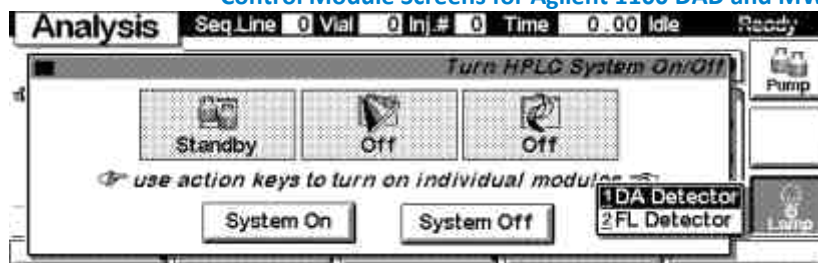 Control Module Screens for Agilent 1100 DAD and MW
Analysis Seq.Line 0 Vial 0 Inj.# 0 Time 0.00 Idle Ready
Turn HPLC System On/Off
Pump
Standby Off Off
use action keys to turn on individual modules
1 DA Detector
2 FL Detector
System On System Off
Lamp